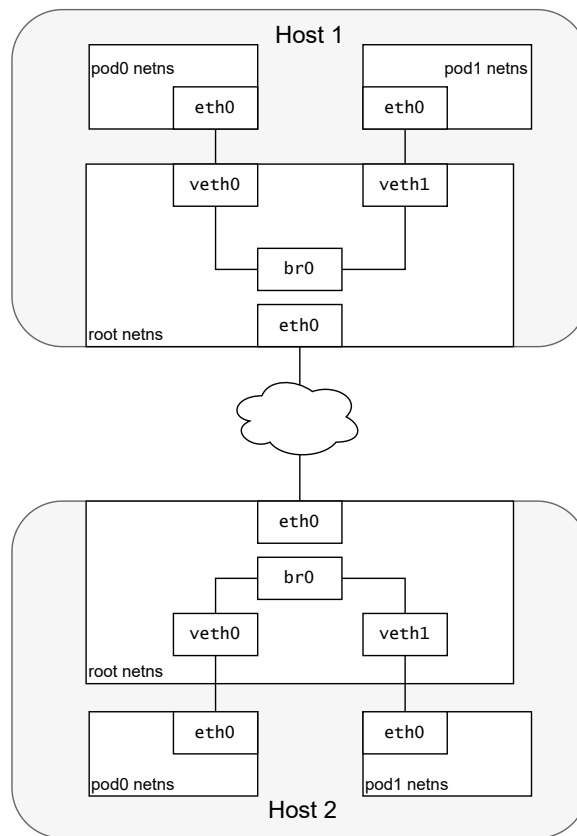 Host 1
pod0 netns
pod1 netns
eth0
eth0
veth0
veth1
br0
eth0
root netns
eth0
br0
veth0
veth1
root netns
eth0
eth0
pod0 netns
pod1 netns
Host 2